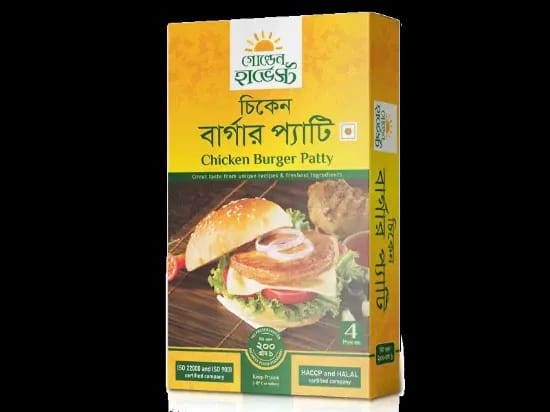 গোল্ডেন
হার্ভেস্ট
চিকেন
বার্গার প্যাটি
Chicken Burger Patty
Great taste from unique recipes & freshest ingredients
4
Pieces
২০০
ISO 22000 and ISO 9001
certified company
Keep Frozen
HACCP and HALAL
certified company
গোল্ডেন
হার্ভেস্ট
চিকেন
বার্গার প্যাটি